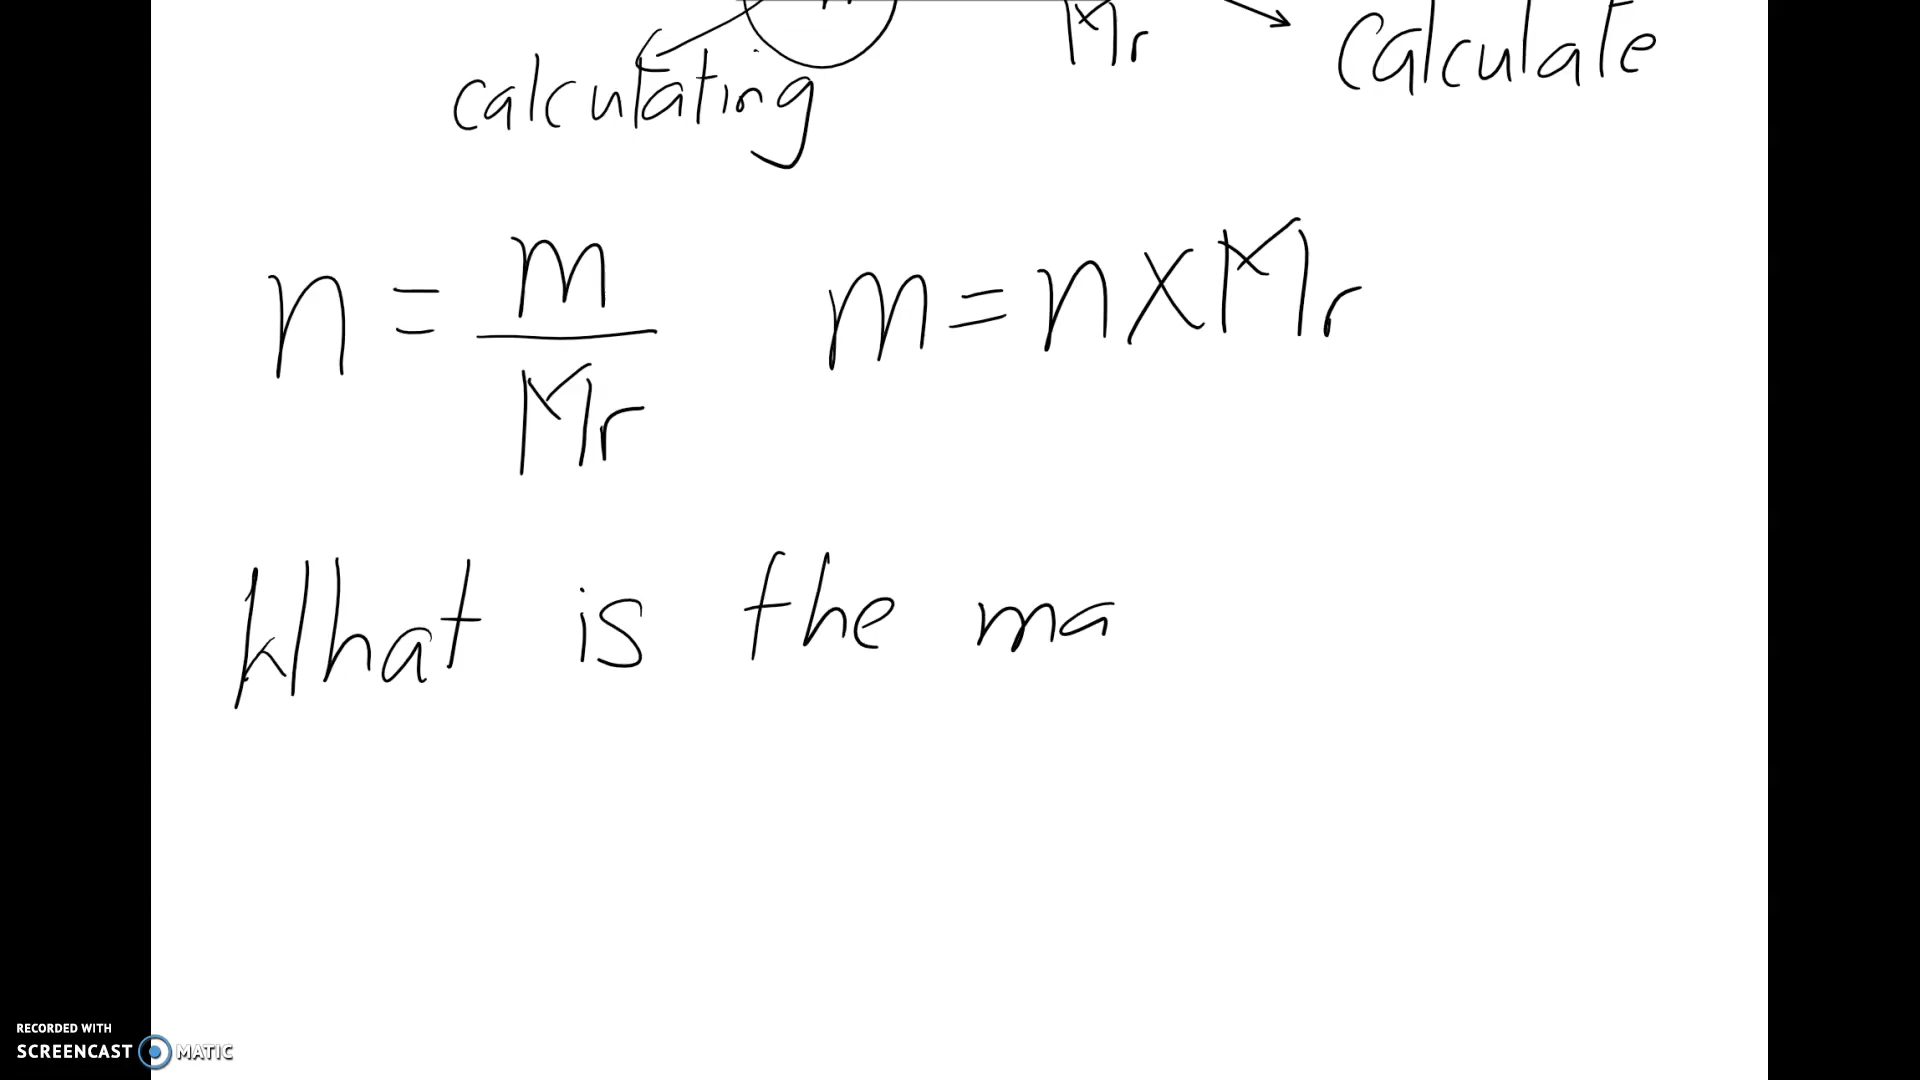 Mr
calculate
calculating
n = m / Mr
m = n x Mr
What is the ma
RECORDED WITH
SCREENCAST MATIC